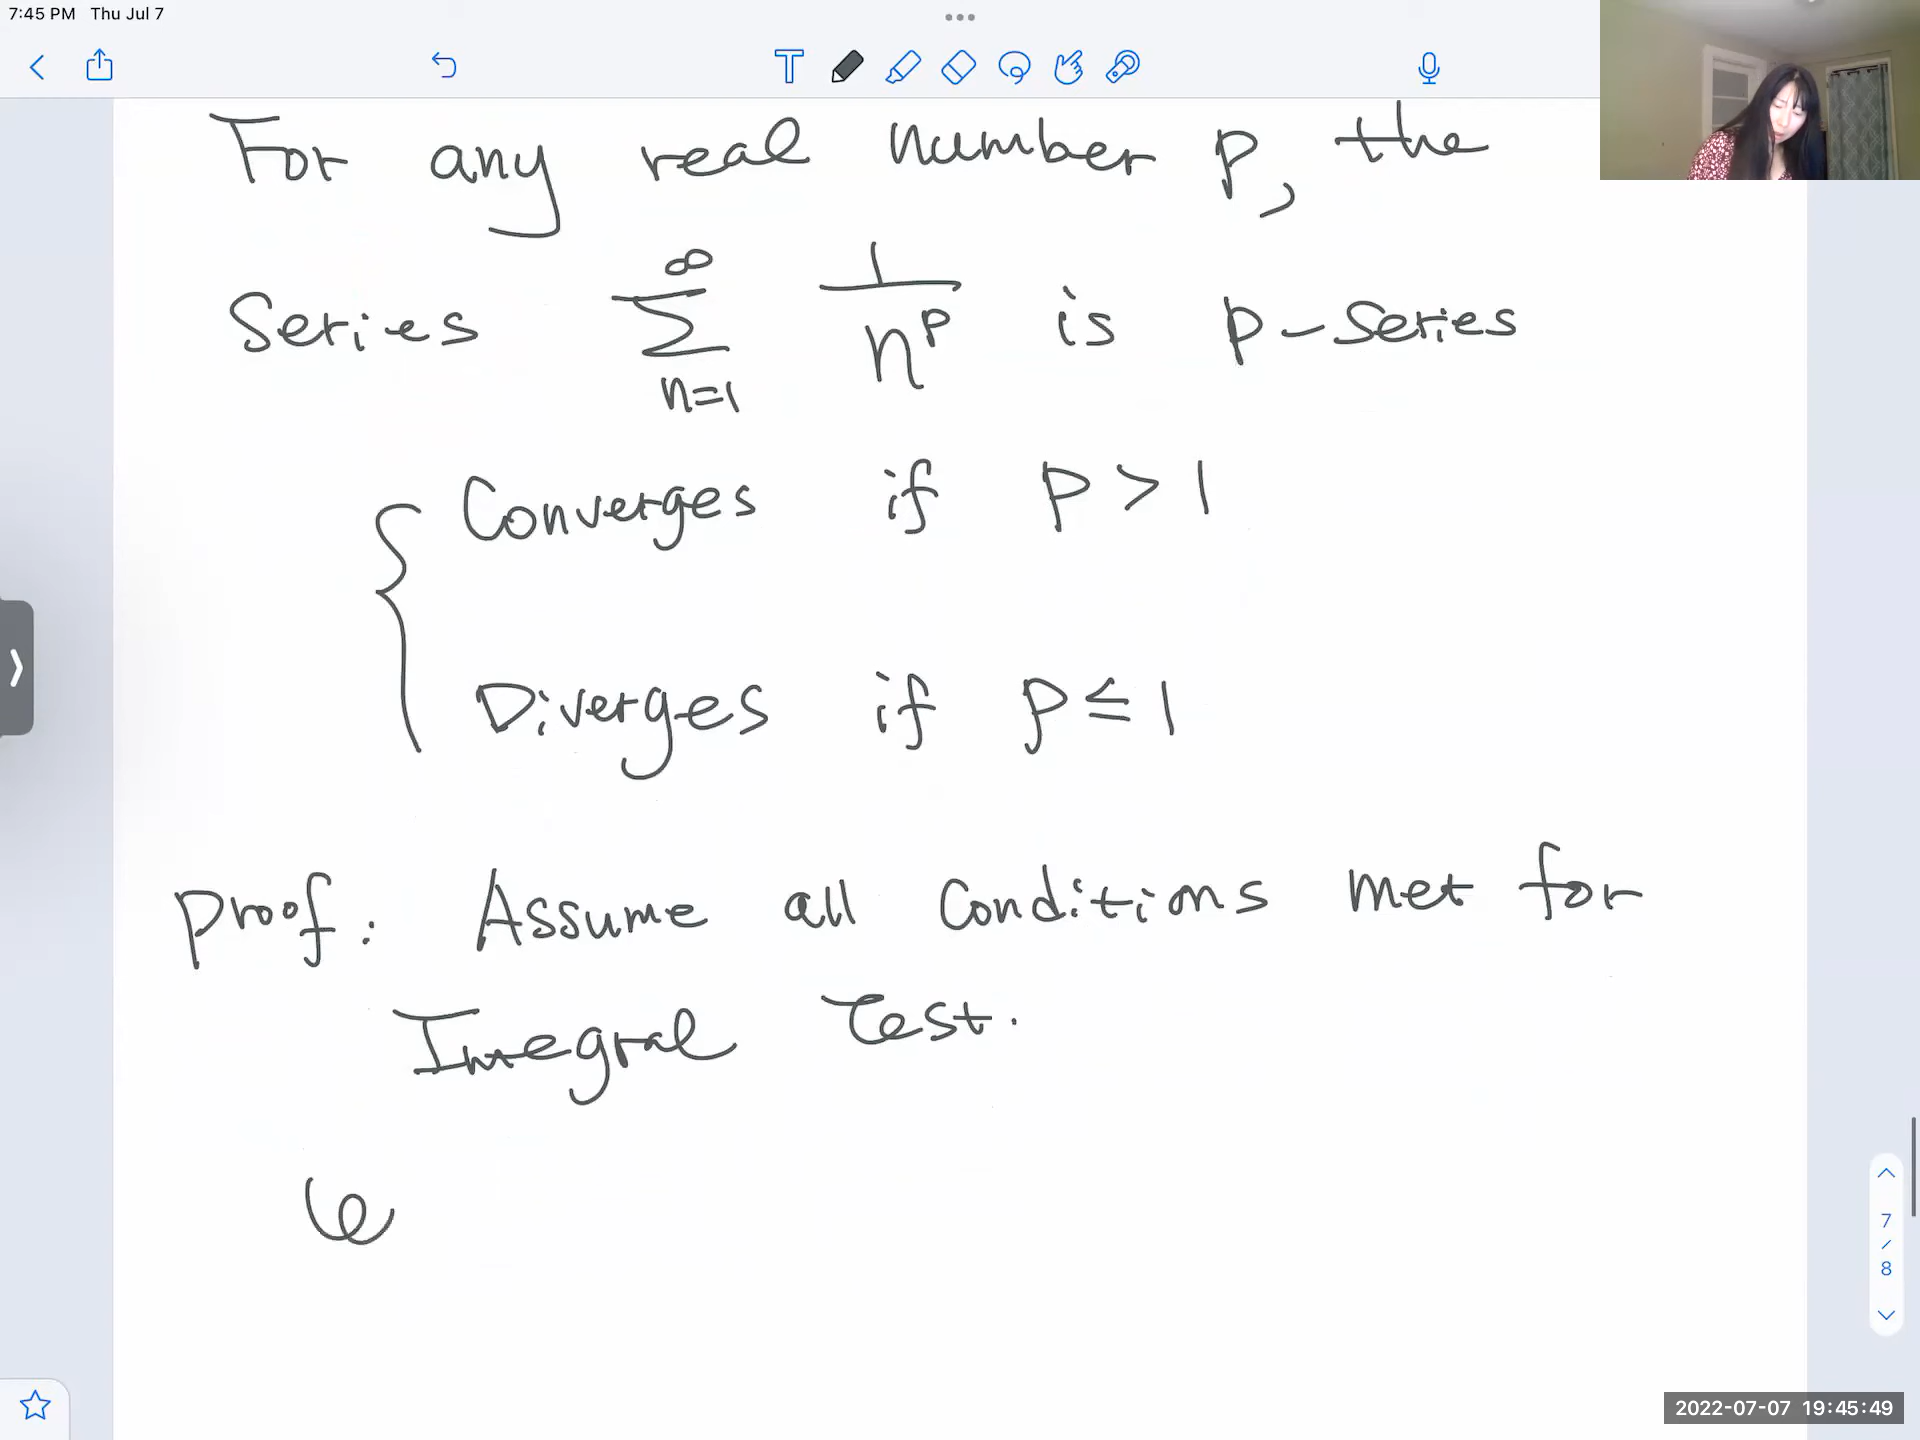 7:45 PM Thu Jul 7
T
For any real number p, the
Series ∞ Σ n=1 1/n^p is p-series
Converges if p > 1
Diverges if p ≤ 1
proof: Assume all conditions met for
Integral Test.
7
/
8
2022-07-07 19:45:49